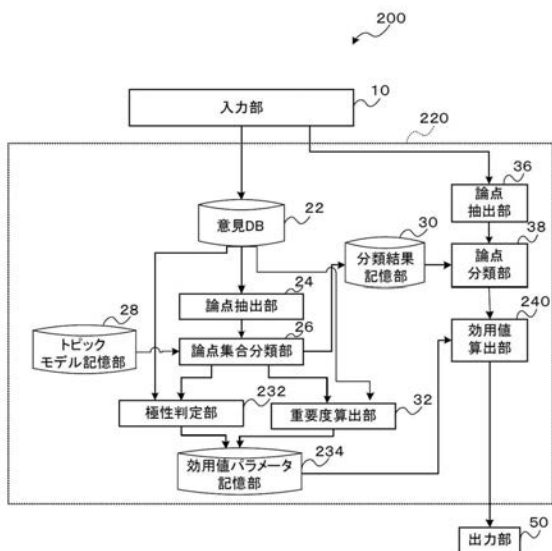 200
入力部
10
220
36
論点
抽出部
意見DB
22
30
分類結果
記憶部
38
論点
分類部
24
論点抽出部
28
トピック
モデル記憶部
26
論点集合分類部
240
効用値
算出部
極性判定部
232
重要度算出部
32
効用値パラメータ
記憶部
234
出力部
50